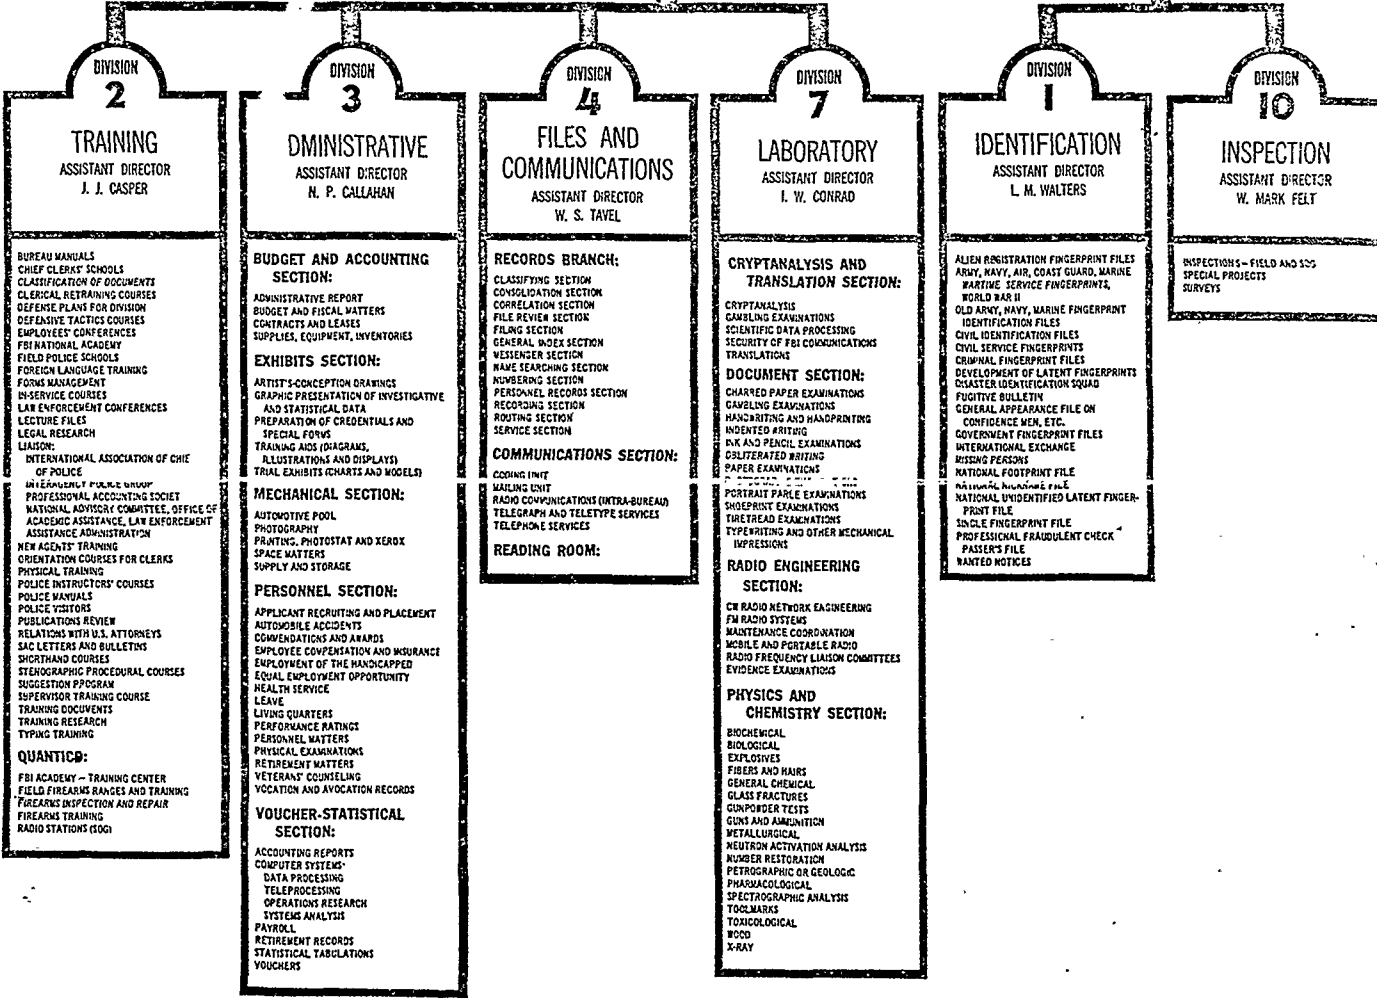 DIVISION
2
TRAINING
ASSISTANT DIRECTOR
J. J. CASPER
BUREAU MANUALS
CHIEF CLERKS' SCHOOLS
CLASSIFICATION OF DOCUMENTS
CLERICAL RETRAINING COURSES
DEFENSE PLANS FOR DIVISION
DEFENSIVE TACTICS COURSES
EMPLOYEES' CONFERENCES
FBI NATIONAL ACADEMY
FIELD POLICE SCHOOLS
FOREIGN LANGUAGE TRAINING
FORMS MANAGEMENT
IN-SERVICE COURSES
LAW ENFORCEMENT CONFERENCES
LECTURE FILES
LEGAL RESEARCH
LIAISON:
INTERNATIONAL ASSOCIATION OF CHIE
OF POLICE
INTERAGENCY POLICE GROUP
PROFESSIONAL ACCOUNTING SOCIET
NATIONAL ADVISORY COMMITTEE, OFFICE OF
ACADEMIC ASSISTANCE, LAW ENFORCEMENT
ASSISTANCE ADMINISTRATION
NEW AGENTS' TRAINING
ORIENTATION COURSES FOR CLERKS
PHYSICAL TRAINING
POLICE INSTRUCTORS' COURSES
POLICE MANUALS
POLICE VISITORS
PUBLICATIONS REVIEW
RELATIONS WITH U.S. ATTORNEYS
SAC LETTERS AND BULLETINS
SHORTHAND COURSES
STENOGRAPHIC PROCEDURAL COURSES
SUGGESTION PROGRAM
SUPERVISOR TRAINING COURSE
TRAINING DOCUMENTS
TRAINING RESEARCH
TYPING TRAINING
QUANTICO:
FBI ACADEMY – TRAINING CENTER
FIELD FIREARMS RANGES AND TRAINING
FIREARMS INSPECTION AND REPAIR
FIREARMS TRAINING
RADIO STATIONS (SOG)
DIVISION
3
DMINISTRATIVE
ASSISTANT DIRECTOR
N. P. CALLAHAN
BUDGET AND ACCOUNTING
SECTION:
ADMINISTRATIVE REPORT
BUDGET AND FISCAL MATTERS
CONTRACTS AND LEASES
SUPPLIES, EQUIPMENT, INVENTORIES
EXHIBITS SECTION:
ARTIST'S-CONCEPTION DRAWINGS
GRAPHIC PRESENTATION OF INVESTIGATIVE
AND STATISTICAL DATA
PREPARATION OF CREDENTIALS AND
SPECIAL FORMS
TRAINING AIDS (DIAGRAMS,
ILLUSTRATIONS AND DISPLAYS)
TRIAL EXHIBITS (CHARTS AND MODELS)
MECHANICAL SECTION:
AUTOMOTIVE POOL
PHOTOGRAPHY
PRINTING, PHOTOSTAT AND XEROX
SPACE MATTERS
SUPPLY AND STORAGE
PERSONNEL SECTION:
APPLICANT RECRUITING AND PLACEMENT
AUTOMOBILE ACCIDENTS
COMMENDATIONS AND AWARDS
EMPLOYEE COMPENSATION AND INSURANCE
EMPLOYMENT OF THE HANDICAPPED
EQUAL EMPLOYMENT OPPORTUNITY
HEALTH SERVICE
LEAVE
LIVING QUARTERS
PERFORMANCE RATINGS
PERSONNEL MATTERS
PHYSICAL EXAMINATIONS
RETIREMENT MATTERS
VETERANS' COUNSELING
VOCATION AND AVOCATION RECORDS
VOUCHER-STATISTICAL
SECTION:
ACCOUNTING REPORTS
COMPUTER SYSTEMS-
DATA PROCESSING
TELEPROCESSING
OPERATIONS RESEARCH
SYSTEMS ANALYSIS
PAYROLL
RETIREMENT RECORDS
STATISTICAL TABULATIONS
VOUCHERS
DIVISION
4
FILES AND
COMMUNICATIONS
ASSISTANT DIRECTOR
W. S. TAVEL
RECORDS BRANCH:
CLASSIFYING SECTION
CONSOLIDATION SECTION
CORRELATION SECTION
FILE REVIEW SECTION
FILING SECTION
GENERAL INDEX SECTION
MESSENGER SECTION
NAME SEARCHING SECTION
NUMBERING SECTION
PERSONNEL RECORDS SECTION
RECORDING SECTION
ROUTING SECTION
SERVICE SECTION
COMMUNICATIONS SECTION:
CODING UNIT
MAILING UNIT
RADIO COMMUNICATIONS (INTRA-BUREAU)
TELEGRAPH AND TELETYPE SERVICES
TELEPHONE SERVICES
READING ROOM:
DIVISION
7
LABORATORY
ASSISTANT DIRECTOR
I. W. CONRAD
CRYPTANALYSIS AND
TRANSLATION SECTION:
CRYPTANALYSIS
GAMBLING EXAMINATIONS
SCIENTIFIC DATA PROCESSING
SECURITY OF FBI COMMUNICATIONS
TRANSLATIONS
DOCUMENT SECTION:
CHARRED PAPER EXAMINATIONS
GAMBLING EXAMINATIONS
HANDWRITING AND HANDPRINTING
INDENTED WRITING
INK AND PENCIL EXAMINATIONS
OBLITERATED WRITING
PAPER EXAMINATIONS
PORTRAIT PARLE EXAMINATIONS
SHOEPRINT EXAMINATIONS
TIRETREAD EXAMINATIONS
TYPEWRITING AND OTHER MECHANICAL
IMPRESSIONS
RADIO ENGINEERING
SECTION:
CW RADIO NETWORK ENGINEERING
FM RADIO SYSTEMS
MAINTENANCE COORDINATION
MOBILE AND PORTABLE RADIO
RADIO FREQUENCY LIAISON COMMITTEES
EVIDENCE EXAMINATIONS
PHYSICS AND
CHEMISTRY SECTION:
BIOCHEMICAL
BIOLOGICAL
EXPLOSIVES
FIBERS AND HAIRS
GENERAL CHEMICAL
GLASS FRACTURES
GUNPOWDER TESTS
GUNS AND AMMUNITION
METALLURGICAL
NEUTRON ACTIVATION ANALYSIS
NUMBER RESTORATION
PETROGRAPHIC OR GEOLOGIC
PHARMACOLOGICAL
SPECTROGRAPHIC ANALYSIS
TOOLMARKS
TOXICOLOGICAL
WOOD
X-RAY
DIVISION
1
IDENTIFICATION
ASSISTANT DIRECTOR
L. M. WALTERS
ALIEN REGISTRATION FINGERPRINT FILES
ARMY, NAVY, AIR, COAST GUARD, MARINE
WARTIME SERVICE FINGERPRINTS,
WORLD WAR II
OLD ARMY, NAVY, MARINE FINGERPRINT
IDENTIFICATION FILES
CIVIL IDENTIFICATION FILES
CIVIL SERVICE FINGERPRINTS
CRIMINAL FINGERPRINT FILES
DEVELOPMENT OF LATENT FINGERPRINTS
DISASTER IDENTIFICATION SQUAD
FUGITIVE BULLETIN
GENERAL APPEARANCE FILE ON
CONFIDENCE MEN, ETC.
GOVERNMENT FINGERPRINT FILES
INTERNATIONAL EXCHANGE
MISSING PERSONS
NATIONAL FOOTPRINT FILE
NATIONAL NICKNAME FILE
NATIONAL UNIDENTIFIED LATENT FINGER-
PRINT FILE
SINGLE FINGERPRINT FILE
PROFESSIONAL FRAUDULENT CHECK
PASSER'S FILE
WANTED NOTICES
DIVISION
10
INSPECTION
ASSISTANT DIRECTOR
W. MARK FELT
INSPECTIONS – FIELD AND SOG
SPECIAL PROJECTS
SURVEYS